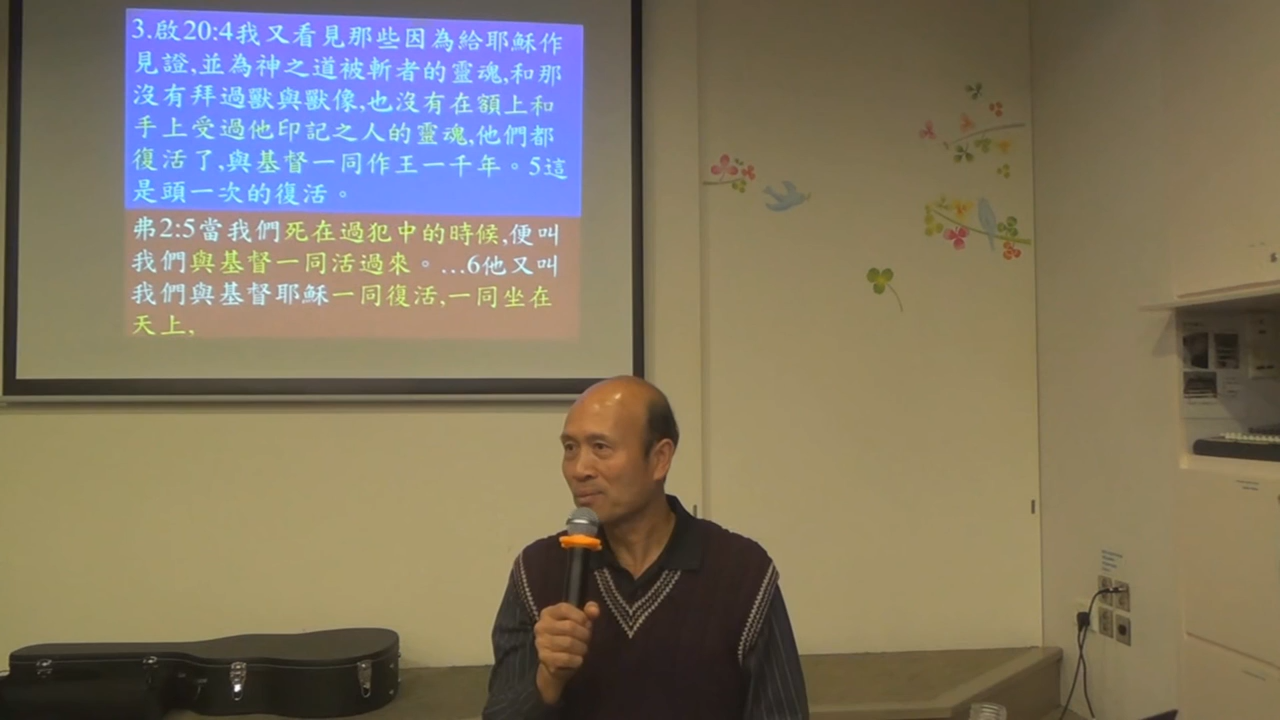 3.啟20:4我又看見那些因為給耶穌作
見證,並為神之道被斬者的靈魂,和那
沒有拜過獸與獸像,也沒有在額上和
手上受過他印記之人的靈魂,他們都
復活了,與基督一同作王一千年。5這
是頭一次的復活。
弗2:5當我們死在過犯中的時候,便叫
我們與基督一同活過來。…6他又叫
我們與基督耶穌一同復活,一同坐在
天上,